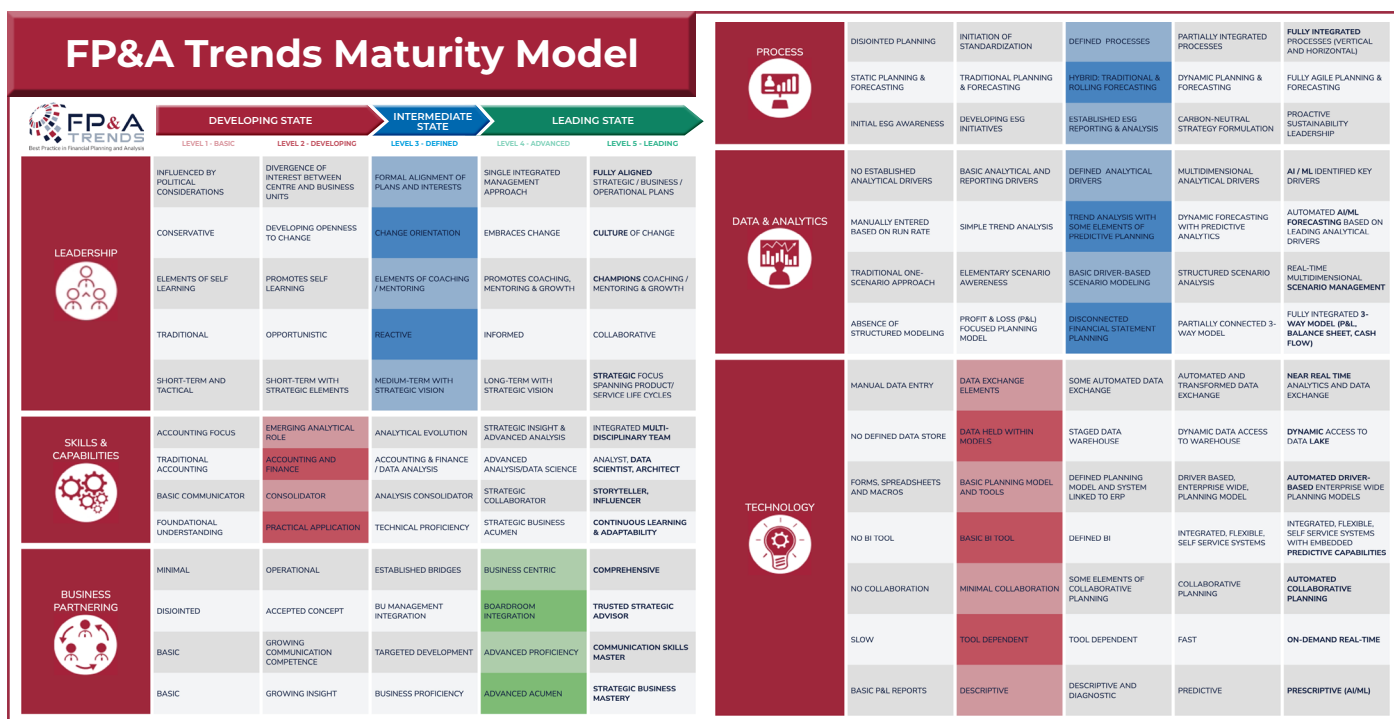 FP&A Trends Maturity Model
FP&A
TRENDS
Best Practice in Financial Planning and Analysis
DEVELOPING STATE
INTERMEDIATE
STATE
LEADING STATE
LEVEL 1 - BASIC
LEVEL 2 - DEVELOPING
LEVEL 3 - DEFINED
LEVEL 4 - ADVANCED
LEVEL 5 - LEADING
LEADERSHIP
INFLUENCED BY
POLITICAL
CONSIDERATIONS
DIVERGENCE OF
INTEREST BETWEEN
CENTRE AND BUSINESS
UNITS
FORMAL ALIGNMENT OF
PLANS AND INTERESTS
SINGLE INTEGRATED
MANAGEMENT
APPROACH
FULLY ALIGNED
STRATEGIC / BUSINESS /
OPERATIONAL PLANS
CONSERVATIVE
DEVELOPING OPENNESS
TO CHANGE
CHANGE ORIENTATION
EMBRACES CHANGE
CULTURE OF CHANGE
ELEMENTS OF SELF
LEARNING
PROMOTES SELF
LEARNING
ELEMENTS OF COACHING
/ MENTORING
PROMOTES COACHING,
MENTORING & GROWTH
CHAMPIONS COACHING /
MENTORING & GROWTH
TRADITIONAL
OPPORTUNISTIC
REACTIVE
INFORMED
COLLABORATIVE
SHORT-TERM AND
TACTICAL
SHORT-TERM WITH
STRATEGIC ELEMENTS
MEDIUM-TERM WITH
STRATEGIC VISION
LONG-TERM WITH
STRATEGIC VISION
STRATEGIC FOCUS
SPANNING PRODUCT/
SERVICE LIFE CYCLES
SKILLS &
CAPABILITIES
ACCOUNTING FOCUS
EMERGING ANALYTICAL
ROLE
ANALYTICAL EVOLUTION
STRATEGIC INSIGHT &
ADVANCED ANALYSIS
INTEGRATED MULTI-
DISCIPLINARY TEAM
TRADITIONAL
ACCOUNTING
ACCOUNTING AND
FINANCE
ACCOUNTING & FINANCE
/ DATA ANALYSIS
ADVANCED
ANALYSIS/DATA SCIENCE
ANALYST, DATA
SCIENTIST, ARCHITECT
BASIC COMMUNICATOR
CONSOLIDATOR
ANALYSIS CONSOLIDATOR
STRATEGIC
COLLABORATOR
STORYTELLER,
INFLUENCER
FOUNDATIONAL
UNDERSTANDING
PRACTICAL APPLICATION
TECHNICAL PROFICIENCY
STRATEGIC BUSINESS
ACUMEN
CONTINUOUS LEARNING
& ADAPTABILITY
BUSINESS
PARTNERING
MINIMAL
OPERATIONAL
ESTABLISHED BRIDGES
BUSINESS CENTRIC
COMPREHENSIVE
DISJOINTED
ACCEPTED CONCEPT
BU MANAGEMENT
INTEGRATION
BOARDROOM
INTEGRATION
TRUSTED STRATEGIC
ADVISOR
BASIC
GROWING
COMMUNICATION
COMPETENCE
TARGETED DEVELOPMENT
ADVANCED PROFICIENCY
COMMUNICATION SKILLS
MASTER
BASIC
GROWING INSIGHT
BUSINESS PROFICIENCY
ADVANCED ACUMEN
STRATEGIC BUSINESS
MASTERY
PROCESS
DISJOINTED PLANNING
INITIATION OF
STANDARDIZATION
DEFINED PROCESSES
PARTIALLY INTEGRATED
PROCESSES
FULLY INTEGRATED
PROCESSES (VERTICAL
AND HORIZONTAL)
STATIC PLANNING &
FORECASTING
TRADITIONAL PLANNING
& FORECASTING
HYBRID: TRADITIONAL &
ROLLING FORECASTING
DYNAMIC PLANNING &
FORECASTING
FULLY AGILE PLANNING &
FORECASTING
INITIAL ESG AWARENESS
DEVELOPING ESG
INITIATIVES
ESTABLISHED ESG
REPORTING & ANALYSIS
CARBON-NEUTRAL
STRATEGY FORMULATION
PROACTIVE
SUSTAINABILITY
LEADERSHIP
DATA & ANALYTICS
NO ESTABLISHED
ANALYTICAL DRIVERS
BASIC ANALYTICAL AND
REPORTING DRIVERS
DEFINED ANALYTICAL
DRIVERS
MULTIDIMENSIONAL
ANALYTICAL DRIVERS
AI / ML IDENTIFIED KEY
DRIVERS
MANUALLY ENTERED
BASED ON RUN RATE
SIMPLE TREND ANALYSIS
TREND ANALYSIS WITH
SOME ELEMENTS OF
PREDICTIVE PLANNING
DYNAMIC FORECASTING
WITH PREDICTIVE
ANALYTICS
AUTOMATED AI/ML
FORECASTING BASED ON
LEADING ANALYTICAL
DRIVERS
TRADITIONAL ONE-
SCENARIO APPROACH
ELEMENTARY SCENARIO
AWERENESS
BASIC DRIVER-BASED
SCENARIO MODELING
STRUCTURED SCENARIO
ANALYSIS
REAL-TIME
MULTIDIMENSIONAL
SCENARIO MANAGEMENT
ABSENCE OF
STRUCTURED MODELING
PROFIT & LOSS (P&L)
FOCUSED PLANNING
MODEL
DISCONNECTED
FINANCIAL STATEMENT
PLANNING
PARTIALLY CONNECTED 3-
WAY MODEL
FULLY INTEGRATED 3-
WAY MODEL (P&L,
BALANCE SHEET, CASH
FLOW)
TECHNOLOGY
MANUAL DATA ENTRY
DATA EXCHANGE
ELEMENTS
SOME AUTOMATED DATA
EXCHANGE
AUTOMATED AND
TRANSFORMED DATA
EXCHANGE
NEAR REAL TIME
ANALYTICS AND DATA
EXCHANGE
NO DEFINED DATA STORE
DATA HELD WITHIN
MODELS
STAGED DATA
WAREHOUSE
DYNAMIC DATA ACCESS
TO WAREHOUSE
DYNAMIC ACCESS TO
DATA LAKE
FORMS, SPREADSHEETS
AND MACROS
BASIC PLANNING MODEL
AND TOOLS
DEFINED PLANNING
MODEL AND SYSTEM
LINKED TO ERP
DRIVER BASED,
ENTERPRISE WIDE,
PLANNING MODEL
AUTOMATED DRIVER-
BASED ENTERPRISE WIDE
PLANNING MODELS
NO BI TOOL
BASIC BI TOOL
DEFINED BI
INTEGRATED, FLEXIBLE,
SELF SERVICE SYSTEMS
INTEGRATED, FLEXIBLE,
SELF SERVICE SYSTEMS
WITH EMBEDDED
PREDICTIVE CAPABILITIES
NO COLLABORATION
MINIMAL COLLABORATION
SOME ELEMENTS OF
COLLABORATIVE
PLANNING
COLLABORATIVE
PLANNING
AUTOMATED
COLLABORATIVE
PLANNING
SLOW
TOOL DEPENDENT
TOOL DEPENDENT
FAST
ON-DEMAND REAL-TIME
BASIC P&L REPORTS
DESCRIPTIVE
DESCRIPTIVE AND
DIAGNOSTIC
PREDICTIVE
PRESCRIPTIVE (AI/ML)